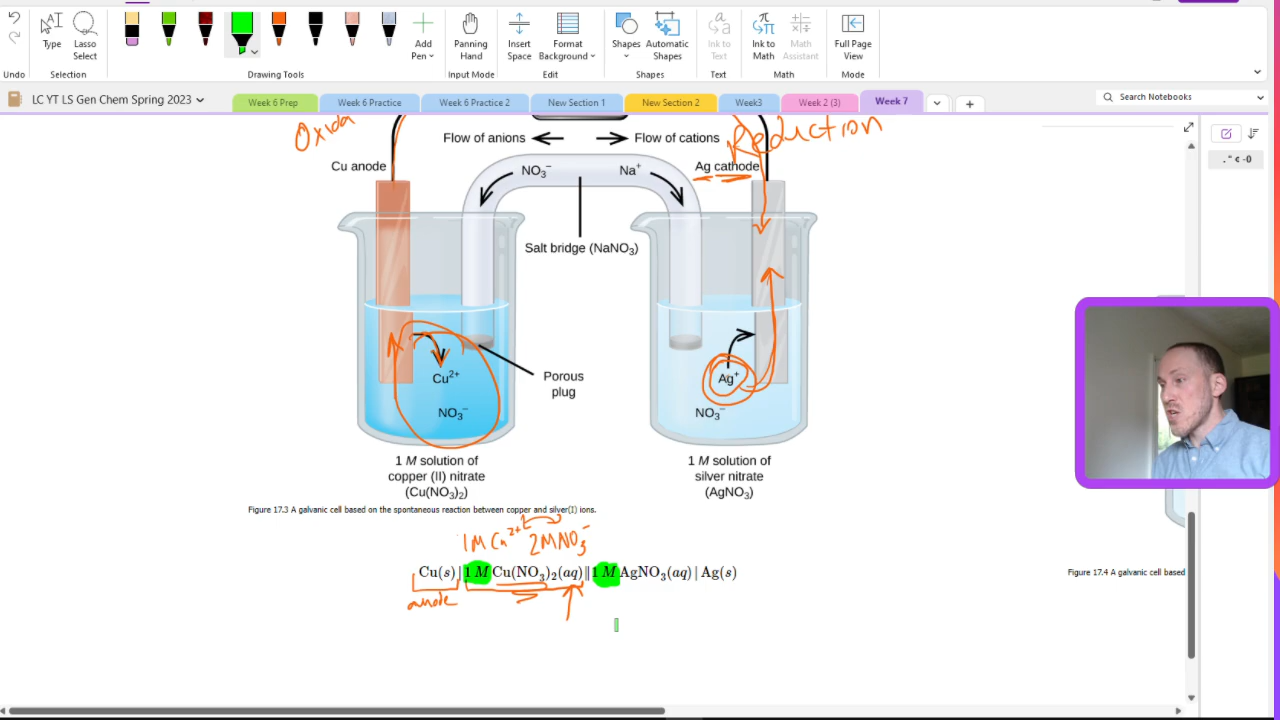 Undo
Type
Lasso Select
Selection
Drawing Tools
Add Pen
Panning Hand
Input Mode
Insert Space
Format Background
Edit
Shapes
Automatic Shapes
Shapes
Ink to Text
Text
Ink to Math
Math Assistant
Math
Full Page View
Mode
LC YT LS Gen Chem Spring 2023
Week 6 Prep
Week 6 Practice
Week 6 Practice 2
New Section 1
New Section 2
Week3
Week 2 (3)
Week 7
Search Notebooks
Oxida
Flow of anions
Flow of cations
Reduction
Cu anode
NO₃⁻
Na⁺
Ag cathode
Salt bridge (NaNO₃)
Cu²⁺
NO₃⁻
Porous
plug
Ag⁺
NO₃⁻
1 M solution of
copper (II) nitrate
(Cu(NO₃)₂)
1 M solution of
silver nitrate
(AgNO₃)
Figure 17.3 A galvanic cell based on the spontaneous reaction between copper and silver(I) ions.
1M Cu²⁺ 2M NO₃⁻
Cu(s)|1 M Cu(NO₃)₂(aq)‖1 M AgNO₃(aq)|Ag(s)
anode
Figure 17.4 A galvanic cell based